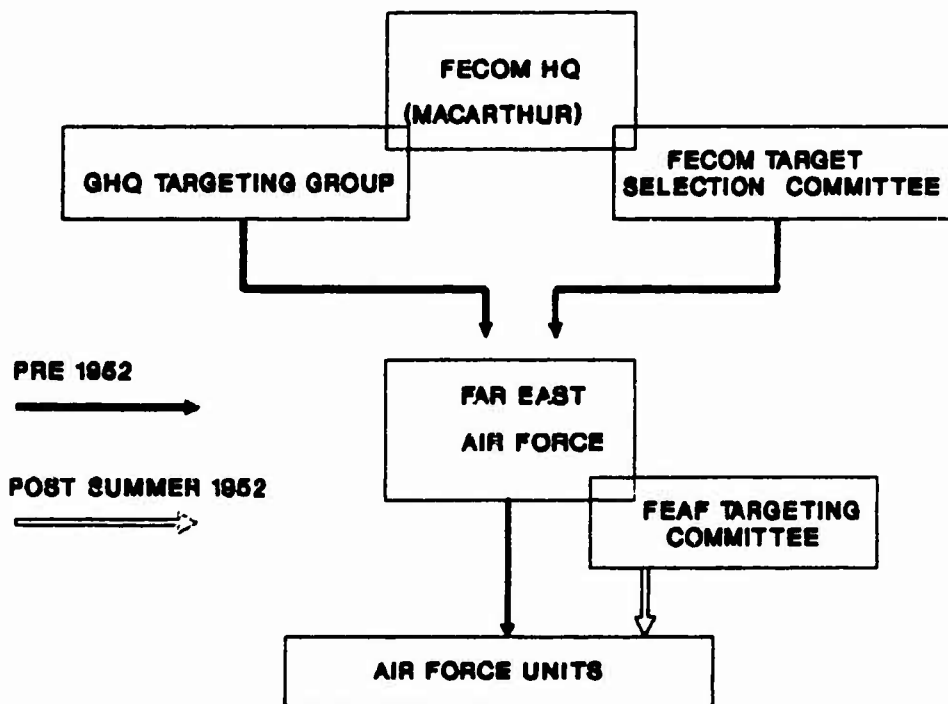 FECOM HQ
(MACARTHUR)
GHQ TARGETING GROUP
FECOM TARGET
SELECTION COMMITTEE
PRE 1952
FAR EAST
AIR FORCE
POST SUMMER 1952
FEAF TARGETING
COMMITTEE
AIR FORCE UNITS